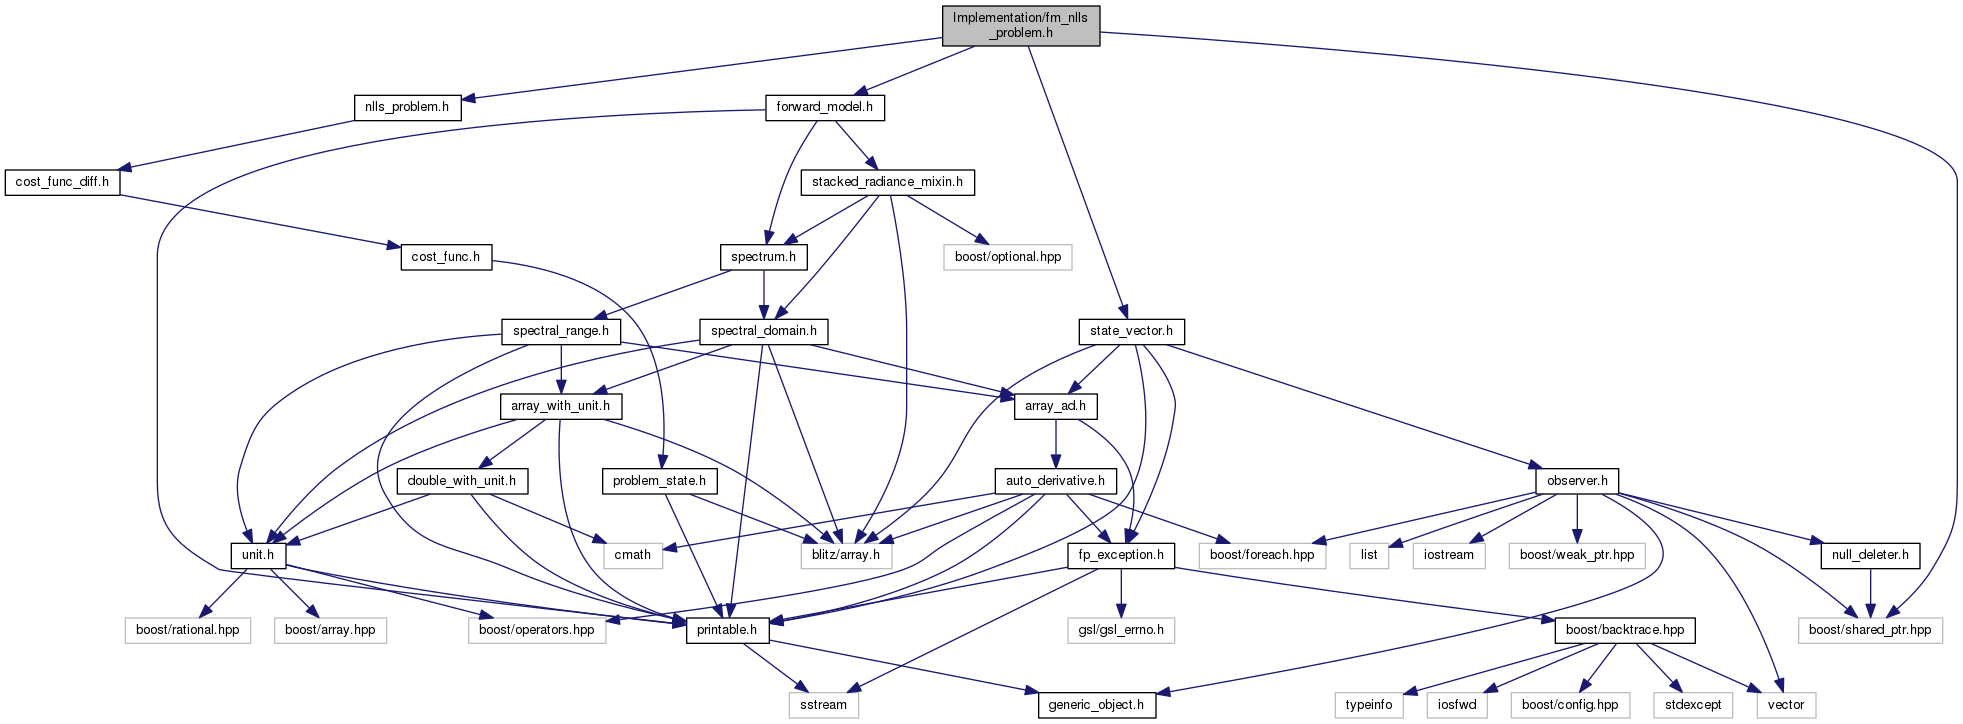 Implementation/fm_nlls
_problem.h
nlls_problem.h
forward_model.h
cost_func_diff.h
stacked_radiance_mixin.h
cost_func.h
spectrum.h
boost/optional.hpp
spectral_range.h
spectral_domain.h
state_vector.h
array_with_unit.h
array_ad.h
double_with_unit.h
problem_state.h
auto_derivative.h
observer.h
unit.h
cmath
blitz/array.h
fp_exception.h
boost/foreach.hpp
list
iostream
boost/weak_ptr.hpp
null_deleter.h
boost/rational.hpp
boost/array.hpp
boost/operators.hpp
printable.h
gsl/gsl_errno.h
boost/backtrace.hpp
boost/shared_ptr.hpp
sstream
generic_object.h
typeinfo
iosfwd
boost/config.hpp
stdexcept
vector